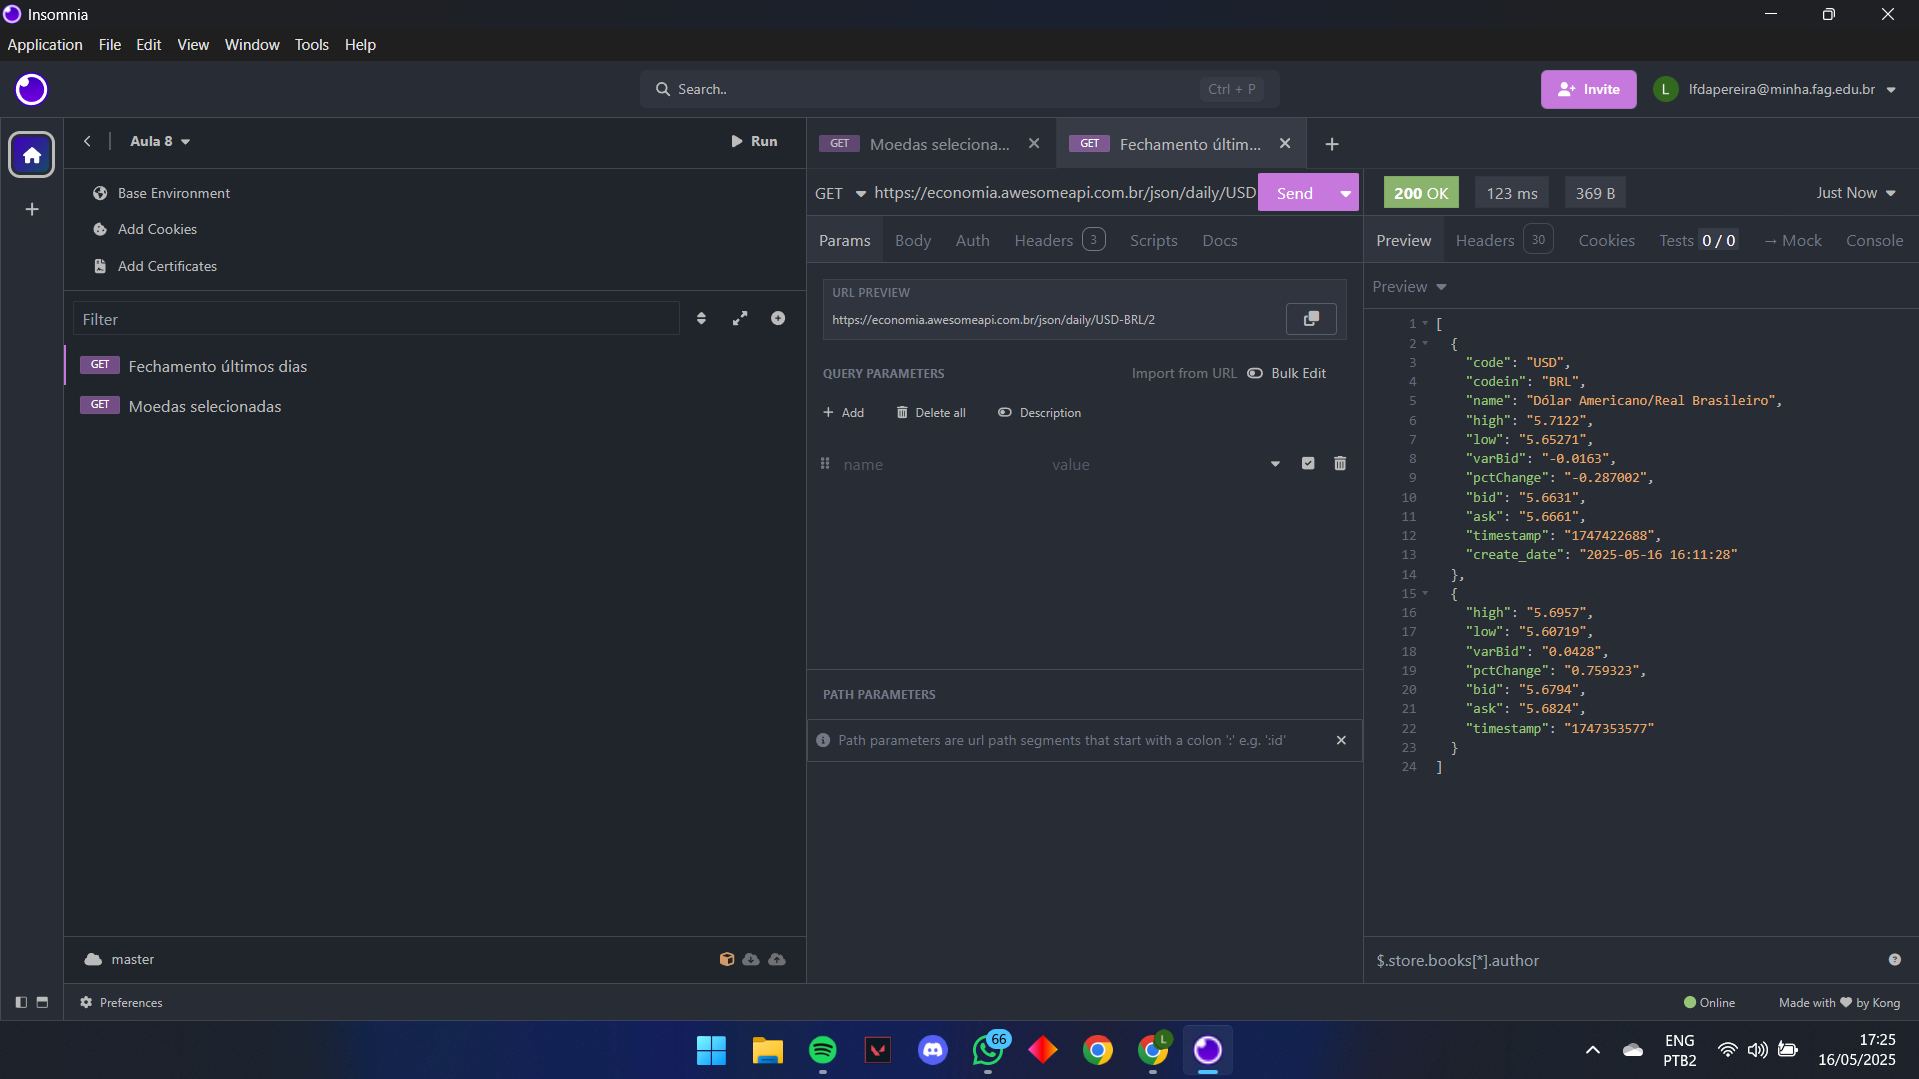 Insomnia
Application File Edit View Window Tools Help
Search.. Ctrl + P
Invite
L lfdapereira@minha.fag.edu.br
Aula 8
Run
GET Moedas seleciona...
GET Fechamento últim...
Base Environment
Add Cookies
Add Certificates
Filter
GET Fechamento últimos dias
GET Moedas selecionadas
master
Preferences
GET https://economia.awesomeapi.com.br/json/daily/USD Send
Params Body Auth Headers 3 Scripts Docs
URL PREVIEW
https://economia.awesomeapi.com.br/json/daily/USD-BRL/2
QUERY PARAMETERS Import from URL Bulk Edit
Add Delete all Description
name value
PATH PARAMETERS
Path parameters are url path segments that start with a colon ':' e.g. ':id'
200 OK 123 ms 369 B Just Now
Preview Headers 30 Cookies Tests 0 / 0 → Mock Console
Preview
1 [
2 {
3 "code": "USD",
4 "codein": "BRL",
5 "name": "Dólar Americano/Real Brasileiro",
6 "high": "5.7122",
7 "low": "5.65271",
8 "varBid": "-0.0163",
9 "pctChange": "-0.287002",
10 "bid": "5.6631",
11 "ask": "5.6661",
12 "timestamp": "1747422688",
13 "create_date": "2025-05-16 16:11:28"
14 },
15 {
16 "high": "5.6957",
17 "low": "5.60719",
18 "varBid": "0.0428",
19 "pctChange": "0.759323",
20 "bid": "5.6794",
21 "ask": "5.6824",
22 "timestamp": "1747353577"
23 }
24 ]
$.store.books[*].author
Online
Made with ♥ by Kong
66
L
ENG
PTB2
17:25
16/05/2025